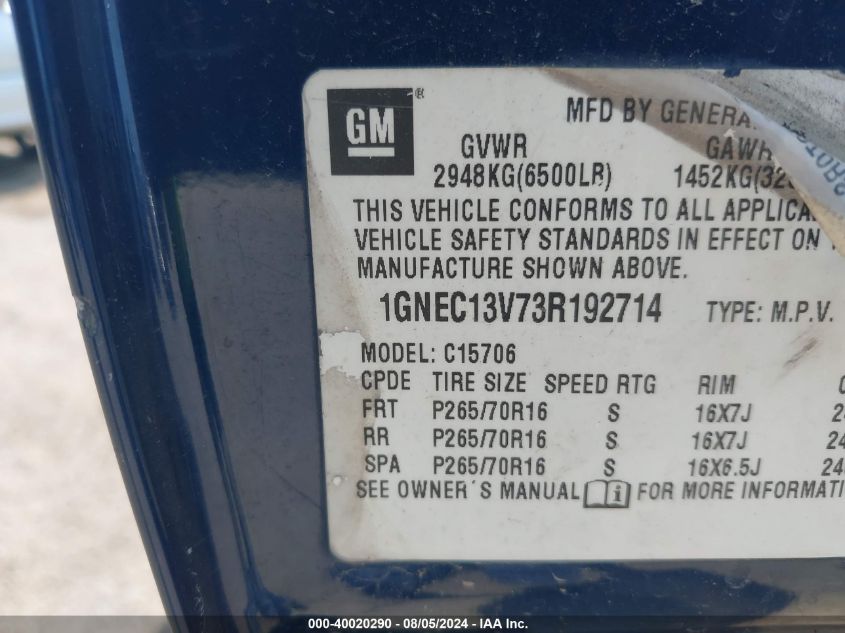 GM ®
MFD BY GENERA
GVWR GAWR
2948KG(6500LB) 1452KG(32
THIS VEHICLE CONFORMS TO ALL APPLICA
VEHICLE SAFETY STANDARDS IN EFFECT ON
MANUFACTURE SHOWN ABOVE.
1GNEC13V73R192714 TYPE: M.P.V.
MODEL: C15706
CPDE TIRE SIZE SPEED RTG RIM
FRT P265/70R16 S 16X7J 2
RR P265/70R16 S 16X7J 24
SPA P265/70R16 S 16X6.5J 24
SEE OWNER'S MANUAL i FOR MORE INFORMATI
000-40020290 - 08/05/2024 - IAA Inc.